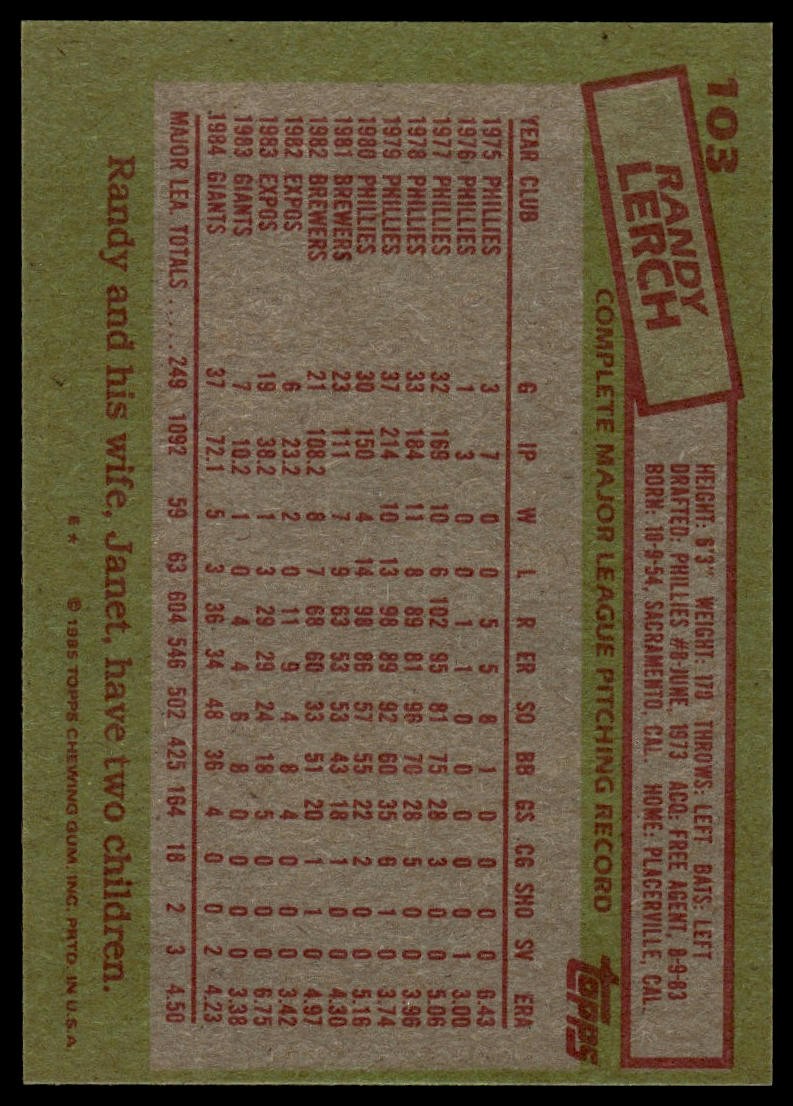 103
RANDY
LERCH
HEIGHT: 6'3" WEIGHT: 170 THROWS: LEFT BATS: LEFT
DRAFTED: PHILLIES #8-JUNE, 1973 ACQ: FREE AGENT, 8-9-83
BORN: 10-9-54, SACRAMENTO, CAL. HOME: PLACERVILLE, CAL.
COMPLETE MAJOR LEAGUE PITCHING RECORD
topps
YEAR CLUB G IP W L R ER SO BB GS CG SHO SV ERA
1975 PHILLIES 3 7 0 0 5 5 8 1 0 0 0 0 6.43
1976 PHILLIES 1 3 0 0 1 1 0 0 0 0 0 1 3.00
1977 PHILLIES 32 169 10 6 102 95 81 75 28 3 0 0 5.06
1978 PHILLIES 33 184 11 8 89 81 96 70 28 5 0 0 3.96
1979 PHILLIES 37 214 10 13 98 89 92 60 35 6 1 0 3.74
1980 PHILLIES 30 150 4 14 98 86 57 55 22 2 0 0 5.16
1981 BREWERS 23 111 7 9 63 53 53 43 18 1 0 0 4.30
1982 BREWERS 21 108.2 8 7 68 60 33 51 20 1 1 0 4.97
1982 EXPOS 6 23.2 2 0 11 9 4 8 4 0 0 0 3.42
1983 EXPOS 19 38.2 1 3 29 29 24 18 5 0 0 0 6.75
1983 GIANTS 7 10.2 1 0 4 4 6 8 0 0 0 0 3.38
1984 GIANTS 37 72.1 5 3 36 34 48 36 4 0 0 2 4.23
MAJOR LEA. TOTALS ...... 249 1092 59 63 604 546 502 425 164 18 2 3 4.50
Randy and his wife, Janet, have two children.
E* © 1985 TOPPS CHEWING GUM, INC. PRTD. IN U.S.A.